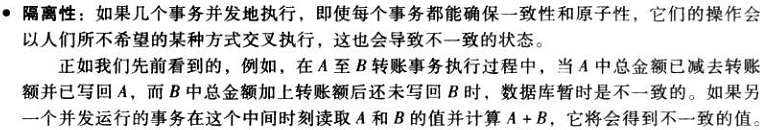 • 隔离性：如果几个事务并发地执行，即使每个事务都能确保一致性和原子性，它们的操作会
以人们所不希望的某种方式交叉执行，这也会导致不一致的状态。
正如我们先前看到的，例如，在 A 至 B 转账事务执行过程中，当 A 中总金额已减去转账
额并已写回 A，而 B 中总金额加上转账额后还未写回 B 时，数据库暂时是不一致的。如果另
一个并发运行的事务在这个中间时刻读取 A 和 B 的值并计算 A + B，它将会得到不一致的值。